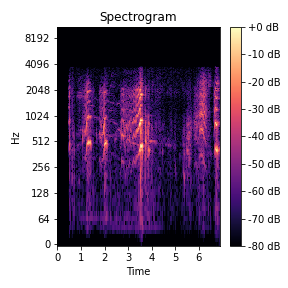 Spectrogram
8192
4096
2048
1024
512
256
128
64
0
Hz
0 1 2 3 4 5 6
Time
+0 dB
-10 dB
-20 dB
-30 dB
-40 dB
-50 dB
-60 dB
-70 dB
-80 dB